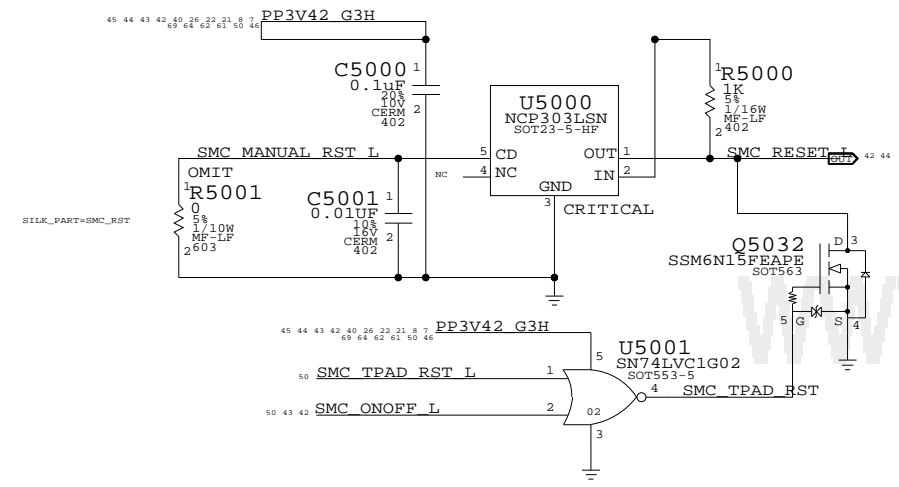 PP3V42_G3H
45 44 43 42 40 26 22 21 8 7
69 64 62 61 50 46
C5000
0.1uF
20%
10V
CERM
402
1
2
U5000
NCP303LSN
SOT23-5-HF
5 CD
4 NC
NC
OUT 1
IN 2
GND
3
CRITICAL
1
R5000
1K
5%
1/16W
MF-LF
402
2
SMC_RESET_L
OUT
42 44
SMC_MANUAL_RST_L
OMIT
1
R5001
0
5%
1/10W
MF-LF
603
2
SILK_PART=SMC_RST
C5001
0.01UF
10%
16V
CERM
402
1
2
Q5032
SSM6N15FEAPE
SOT563
D 3
5 G
S 4
W
PP3V42_G3H
45 44 43 42 40 26 22 21 8 7
69 64 62 61 50 46
U5001
SN74LVC1G02
SOT553-5
5
50 SMC_TPAD_RST_L 1
50 43 42 SMC_ONOFF_L 2
02
4 SMC_TPAD_RST
3